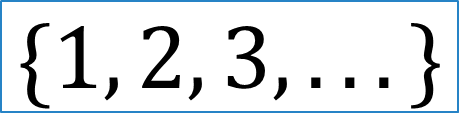 {1, 2, 3, . . . }